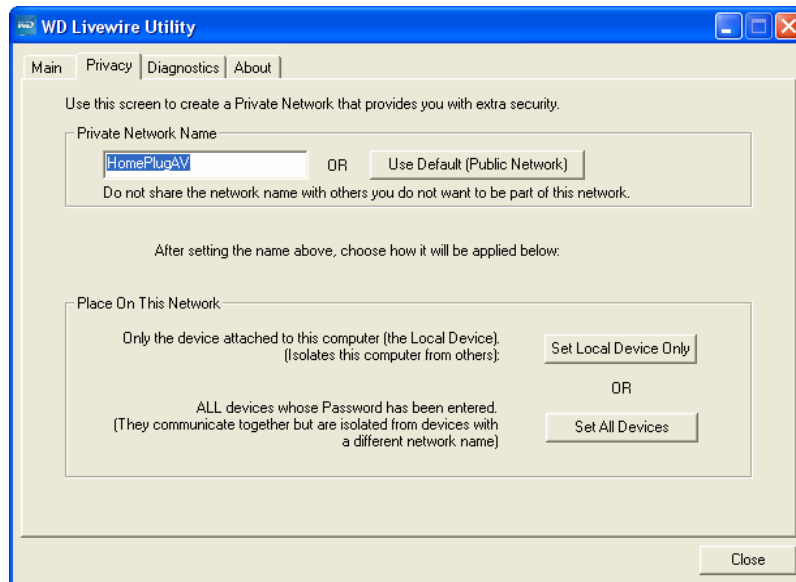 WD WD Livewire Utility
Main Privacy Diagnostics About
Use this screen to create a Private Network that provides you with extra security.
Private Network Name
HomePlugAV OR Use Default (Public Network)
Do not share the network name with others you do not want to be part of this network.
After setting the name above, choose how it will be applied below:
Place On This Network
Only the device attached to this computer (the Local Device).
(Isolates this computer from others):
Set Local Device Only
OR
ALL devices whose Password has been entered.
(They communicate together but are isolated from devices with
a different network name)
Set All Devices
Close